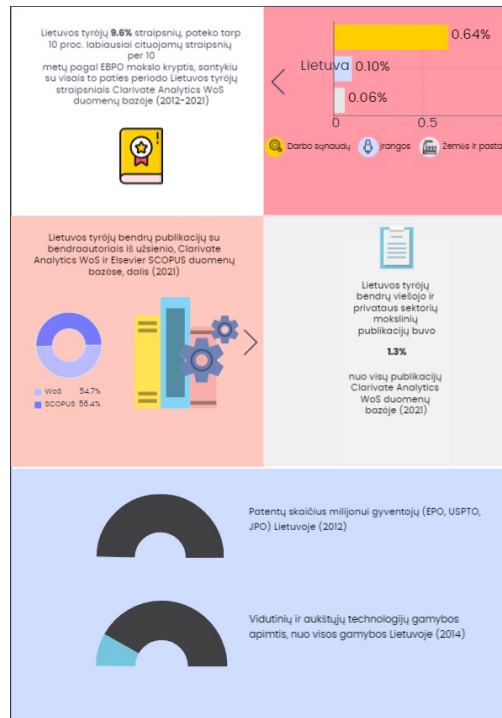 Lietuvos tyrėjų 9.6% straipsnių, pateko tarp
10 proc. labiausiai cituojamų straipsnių
per 10
metų pagal EBPO mokslo kryptis, santykiu
su visais to paties periodo Lietuvos tyrėjų
straipsniais Clarivate Analytics WoS
duomenų bazėje (2012-2021)
0.64%
Lietuva
0.10%
0.06%
0
0.5
Darbo sąnaudų
Įrangos
Žemės ir pasta
Lietuvos tyrėjų bendrų publikacijų su
bendraautoriais iš užsienio, Clarivate
Analytics WoS ir Elsevier SCOPUS duomenų
bazėse, dalis (2021)
WoS 54.7%
SCOPUS 56.4%
Lietuvos tyrėjų
bendrų viešojo ir
privataus sektorių
mokslinių
publikacijų buvo
1.3%
nuo visų publikacijų
Clarivate Analytics
WoS duomenų
bazėje (2021)
Patentų skaičius milijonui gyventojų (EPO, USPTO,
JPO) Lietuvoje (2012)
Vidutinių ir aukštųjų technologijų gamybos
apimtis, nuo visos gamybos Lietuvoje (2014)